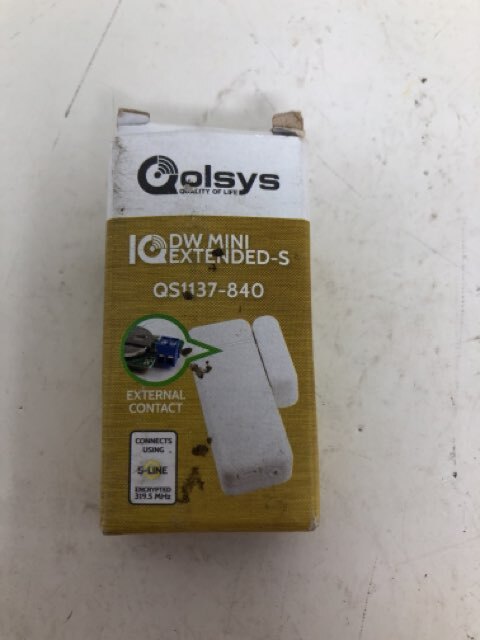 Qolsys
QUALITY OF LIFE
IQ DW MINI
EXTENDED-S
QS1137-840
EXTERNAL
CONTACT
CONNECTS
USING
S-LINE
ENCRYPTED
319.5 MHz